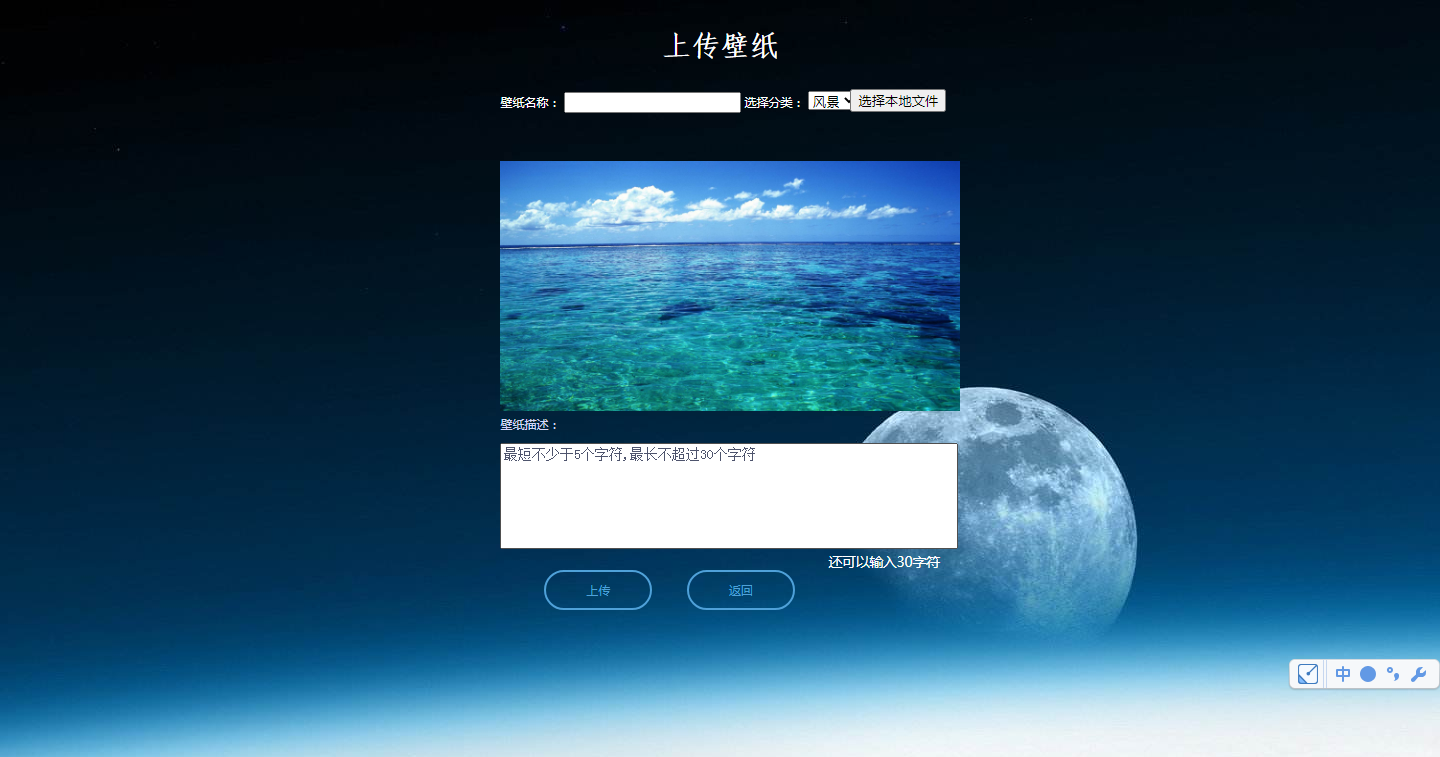 上传壁纸
壁纸名称： 选择分类： 风景 选择本地文件
壁纸描述：
最短不少于5个字符,最长不超过30个字符
还可以输入30字符
上传 返回
中